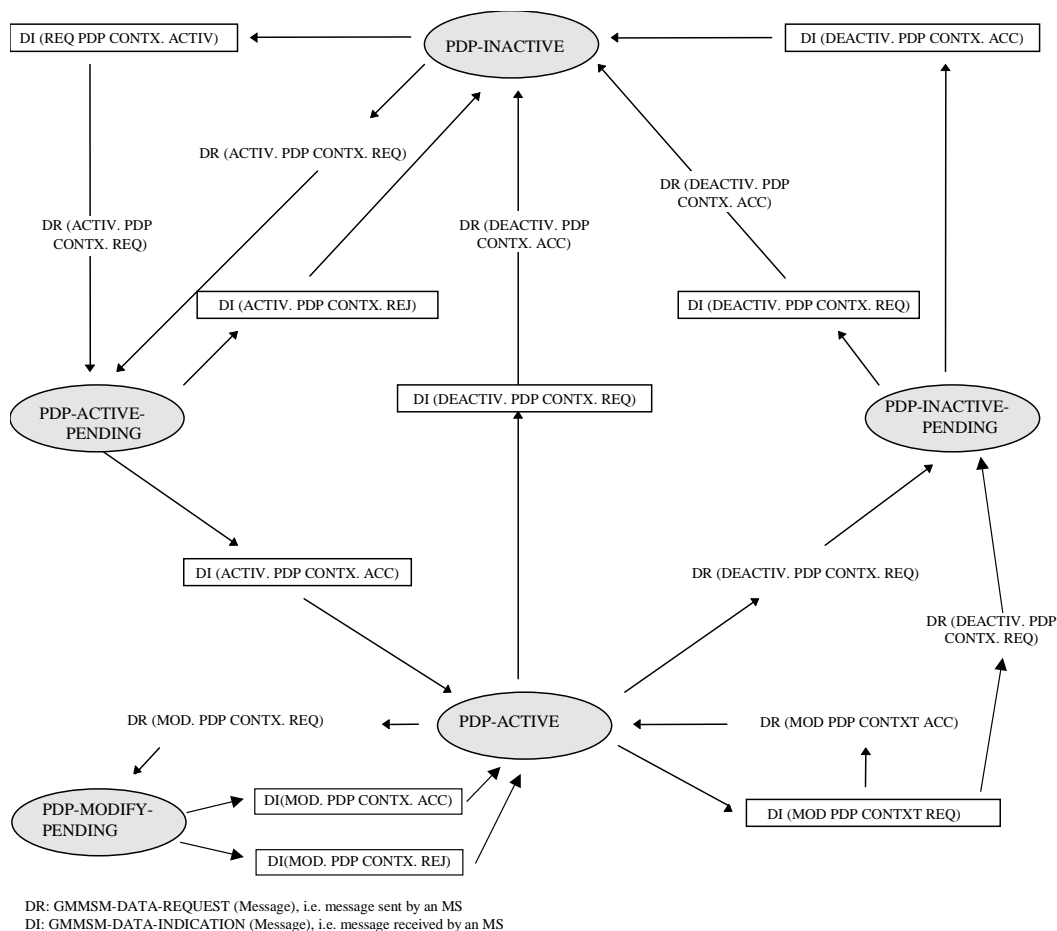 DI (REQ PDP CONTX. ACTIV)
PDP-INACTIVE
DI (DEACTIV. PDP CONTX. ACC)
DR (ACTIV. PDP CONTX. REQ)
DR (DEACTIV. PDP
CONTX. ACC)
DR (ACTIV. PDP
CONTX. REQ)
DR (DEACTIV. PDP
CONTX. ACC)
DI (ACTIV. PDP CONTX. REJ)
DI (DEACTIV. PDP CONTX. REQ)
PDP-ACTIVE-
PENDING
DI (DEACTIV. PDP CONTX. REQ)
PDP-INACTIVE-
PENDING
DI (ACTIV. PDP CONTX. ACC)
DR (DEACTIV. PDP CONTX. REQ)
DR (DEACTIV. PDP
CONTX. REQ)
DR (MOD. PDP CONTX. REQ)
PDP-ACTIVE
DR (MOD PDP CONTXT ACC)
PDP-MODIFY-
PENDING
DI(MOD. PDP CONTX. ACC)
DI (MOD PDP CONTXT REQ)
DI(MOD. PDP CONTX. REJ)
DR: GMMSM-DATA-REQUEST (Message), i.e. message sent by an MS
DI: GMMSM-DATA-INDICATION (Message), i.e. message received by an MS